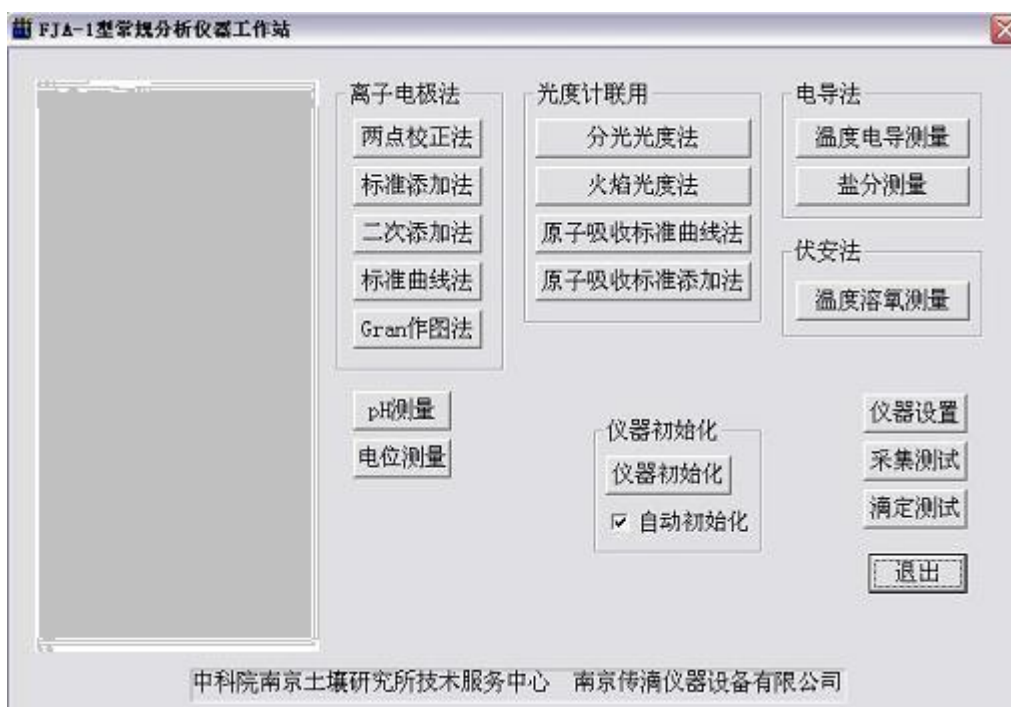 FJA-1型常规分析仪器工作站
离子电极法
两点校正法
标准添加法
二次添加法
标准曲线法
Gran作图法
pH测量
电位测量
光度计联用
分光光度法
火焰光度法
原子吸收标准曲线法
原子吸收标准添加法
仪器初始化
仪器初始化
自动初始化
电导法
温度电导测量
盐分测量
伏安法
温度溶氧测量
仪器设置
采集测试
滴定测试
退出
中科院南京土壤研究所技术服务中心 南京传滴仪器设备有限公司